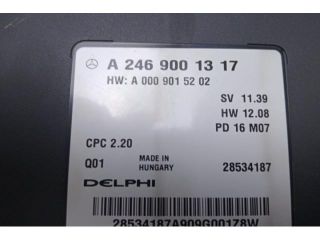 A 246 900 13 17
HW: A 000 901 52 02
SV 11.39
HW 12.08
PD 16 M07
CPC 2.20
Q01 MADE IN HUNGARY 28534187
DELPHI
28534187A909G00178W